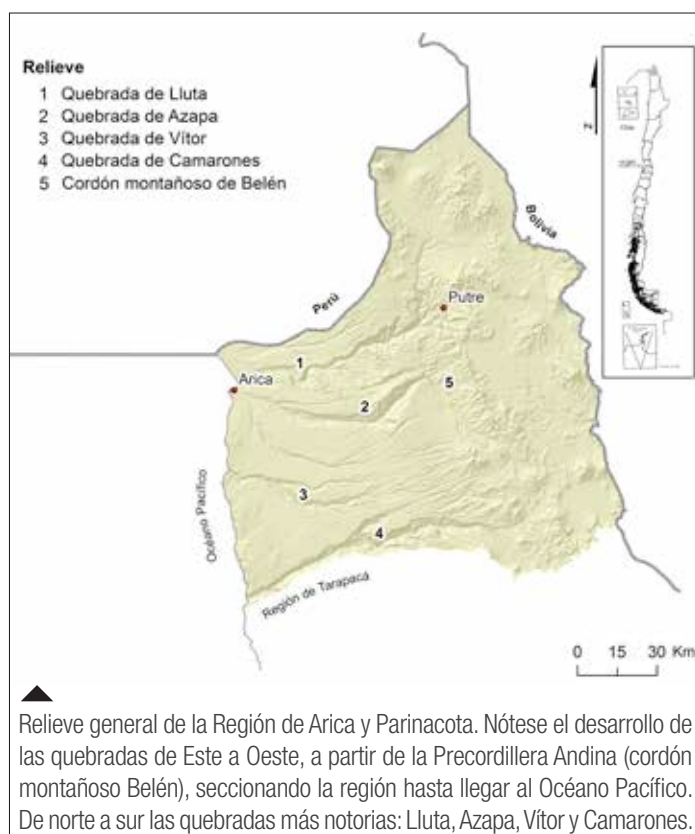 Relieve
1 Quebrada de Lluta
2 Quebrada de Azapa
3 Quebrada de Vítor
4 Quebrada de Camarones
5 Cordón montañoso de Belén
N
Bolivia
Perú
Putre
1
Arica
5
2
Océano Pacífico
3
4
Región de Tarapacá
0 15 30 Km
Relieve general de la Región de Arica y Parinacota. Nótese el desarrollo de
las quebradas de Este a Oeste, a partir de la Precordillera Andina (cordón
montañoso Belén), seccionando la región hasta llegar al Océano Pacífico.
De norte a sur las quebradas más notorias: Lluta, Azapa, Vítor y Camarones.